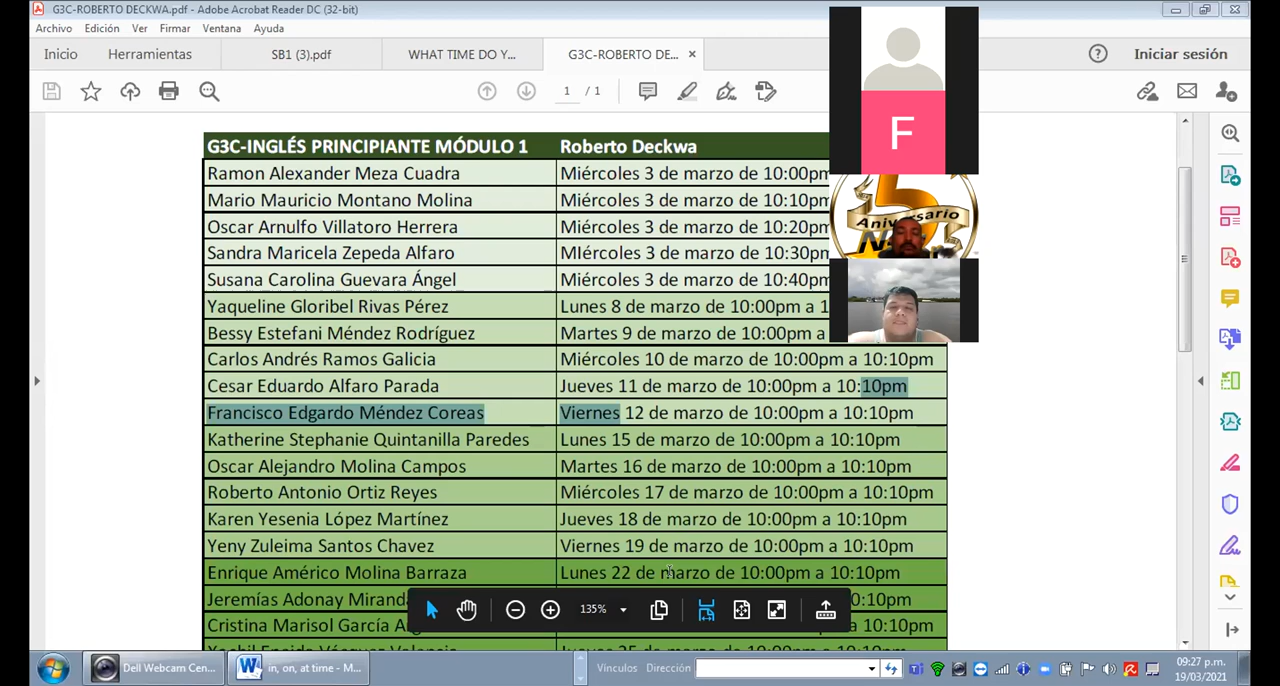 G3C-ROBERTO DECKWA.pdf - Adobe Acrobat Reader DC (32-bit)
Archivo Edición Ver Firmar Ventana Ayuda
Inicio Herramientas SB1 (3).pdf WHAT TIME DO Y... G3C-ROBERTO DE... × Iniciar sesión
1 / 1
G3C-INGLÉS PRINCIPIANTE MÓDULO 1 Roberto Deckwa
Ramon Alexander Meza Cuadra Miércoles 3 de marzo de 10:00pm
Mario Mauricio Montano Molina Miércoles 3 de marzo de 10:10pm
Oscar Arnulfo Villatoro Herrera Miércoles 3 de marzo de 10:20pm
Sandra Maricela Zepeda Alfaro MIércoles 3 de marzo de 10:30pm
Susana Carolina Guevara Ángel Miércoles 3 de marzo de 10:40pm
Yaqueline Gloribel Rivas Pérez Lunes 8 de marzo de 10:00pm a 1
Bessy Estefani Méndez Rodríguez Martes 9 de marzo de 10:00pm a
Carlos Andrés Ramos Galicia Miércoles 10 de marzo de 10:00pm a 10:10pm
Cesar Eduardo Alfaro Parada Jueves 11 de marzo de 10:00pm a 10:10pm
Francisco Edgardo Méndez Coreas Viernes 12 de marzo de 10:00pm a 10:10pm
Katherine Stephanie Quintanilla Paredes Lunes 15 de marzo de 10:00pm a 10:10pm
Oscar Alejandro Molina Campos Martes 16 de marzo de 10:00pm a 10:10pm
Roberto Antonio Ortiz Reyes Miércoles 17 de marzo de 10:00pm a 10:10pm
Karen Yesenia López Martínez Jueves 18 de marzo de 10:00pm a 10:10pm
Yeny Zuleima Santos Chavez Viernes 19 de marzo de 10:00pm a 10:10pm
Enrique Américo Molina Barraza Lunes 22 de marzo de 10:00pm a 10:10pm
Jeremías Adonay Mirand 0:10pm
Cristina Marisol García a 10:10pm
F
5
Aniversario
135%
Dell Webcam Cen... in, on, at time - M... Vínculos Dirección 09:27 p.m.
19/03/2021